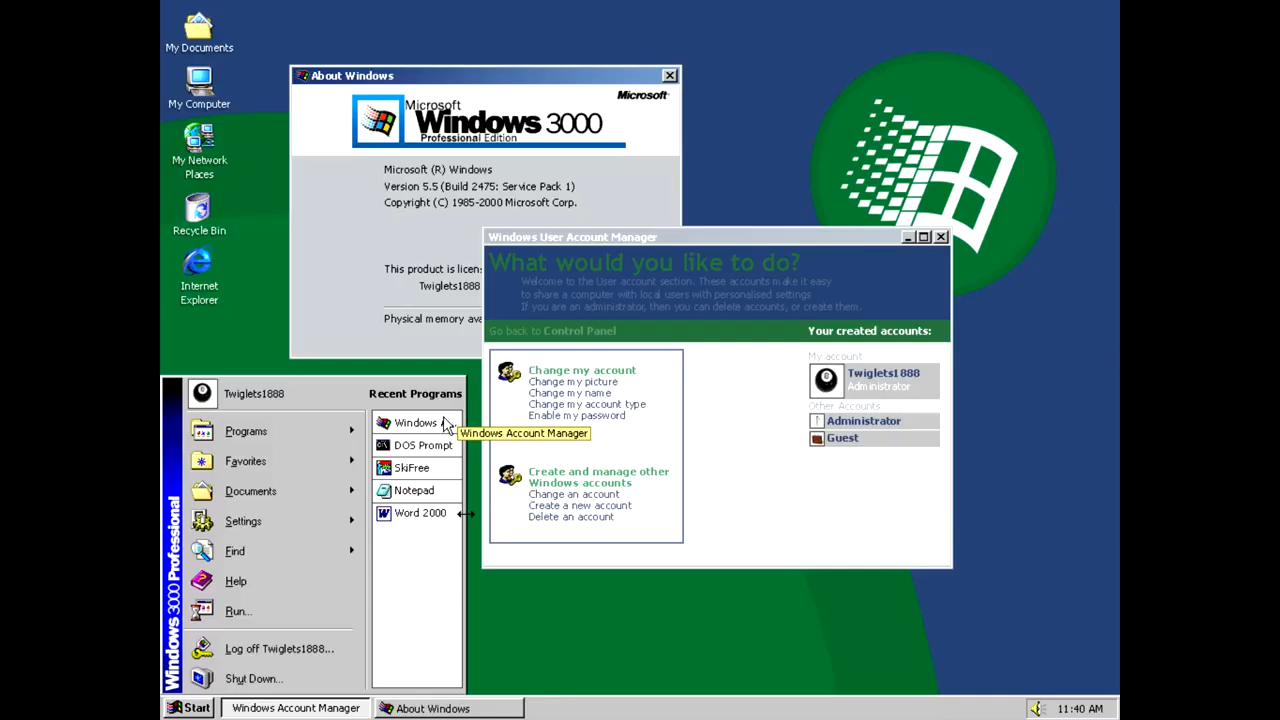 My Documents
My Computer
My Network
Places
Recycle Bin
Internet
Explorer
About Windows
Microsoft
Microsoft
Windows 3000
Professional Edition
Microsoft (R) Windows
Version 5.5 (Build 2475: Service Pack 1)
Copyright (C) 1985-2000 Microsoft Corp.
This product is licen
Twiglets1888
Physical memory ava
Windows User Account Manager
What would you like to do?
Welcome to the User account section. These accounts make it easy
to share a computer with local users with personalised settings
If you are an administrator, then you can delete accounts, or create them.
Go back to Control Panel
Your created accounts:
Change my account
Change my picture
Change my name
Change my account type
Enable my password
Create and manage other
Windows accounts
Change an account
Create a new account
Delete an account
My account
Twiglets1888
Administrator
Other Accounts
Administrator
Guest
Twiglets1888
Programs
Favorites
Documents
Settings
Find
Help
Run...
Log off Twiglets1888...
Shut Down...
Windows 3000 Professional
Recent Programs
Windows A...
Windows Account Manager
DOS Prompt
SkiFree
Notepad
Word 2000
Start
Windows Account Manager
About Windows
11:40 AM